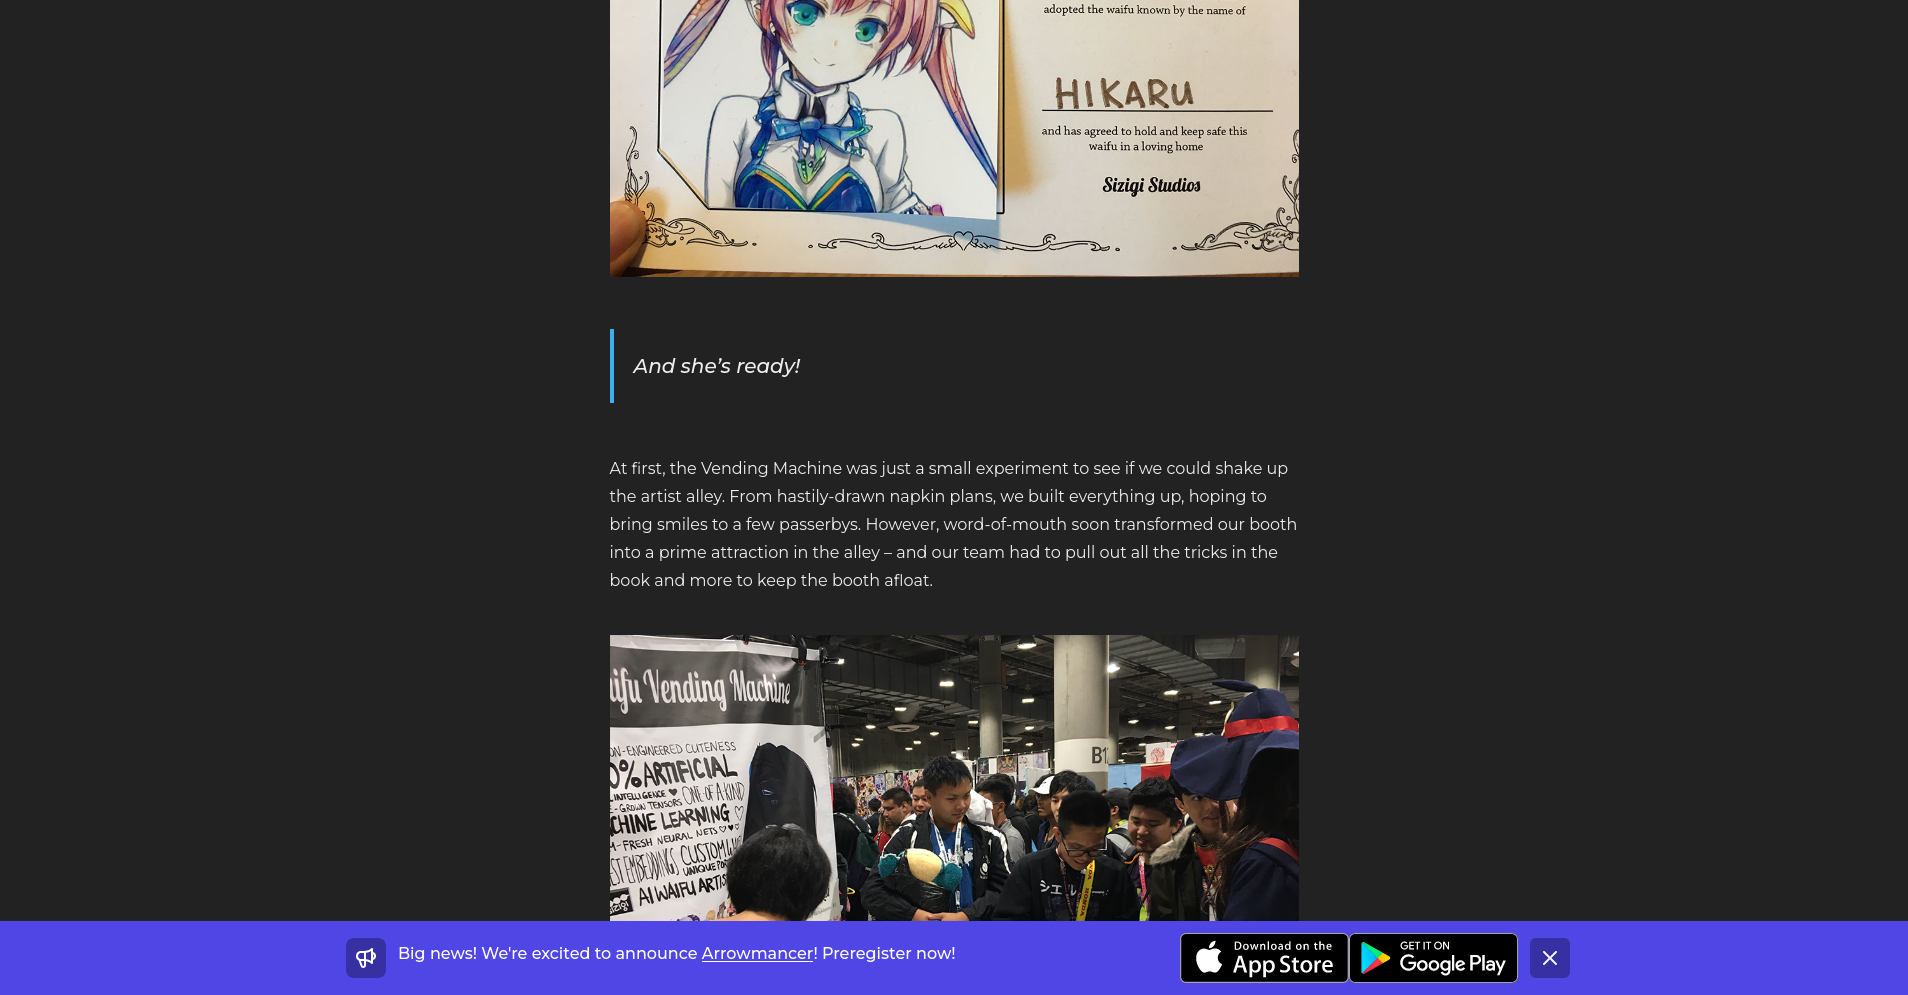 adopted the waifu known by the name of
HIKARU
and has agreed to hold and keep safe this
waifu in a loving home
Sizigi Studios
And she’s ready!
At first, the Vending Machine was just a small experiment to see if we could shake up
the artist alley. From hastily-drawn napkin plans, we built everything up, hoping to
bring smiles to a few passerbys. However, word-of-mouth soon transformed our booth
into a prime attraction in the alley – and our team had to pull out all the tricks in the
book and more to keep the booth afloat.
Vending Machine
CUTENESS
ARTIFICIAL
INTELLIGENCE ONE-OF-A-KIND
TENSORS
LEARNING
FRESH NEURAL NETS
EMBEDDINGS CUSTOM
AI WAIFU
B1
シエル
Big news! We're excited to announce Arrowmancer! Preregister now!
Download on the
App Store
GET IT ON
Google Play